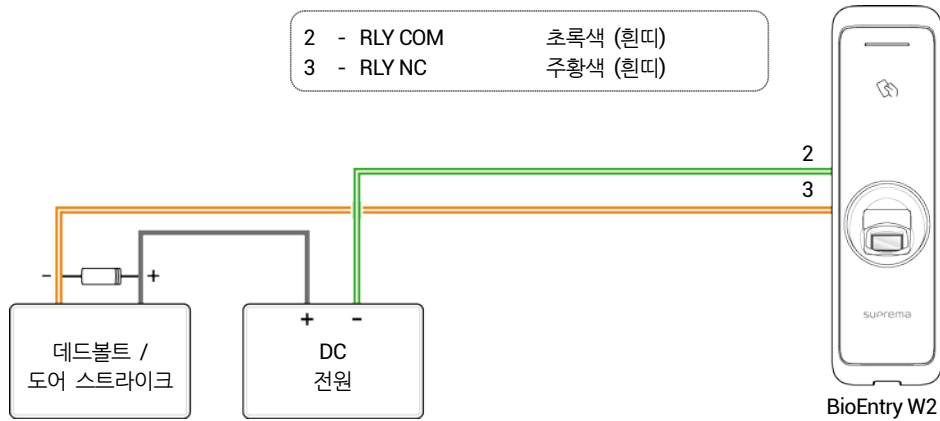 2 - RLY COM 초록색 (흰띠)
3 - RLY NC 주황색 (흰띠)
2
3
- +
+ -
데드볼트 /
도어 스트라이크
DC
전원
suprema
BioEntry W2